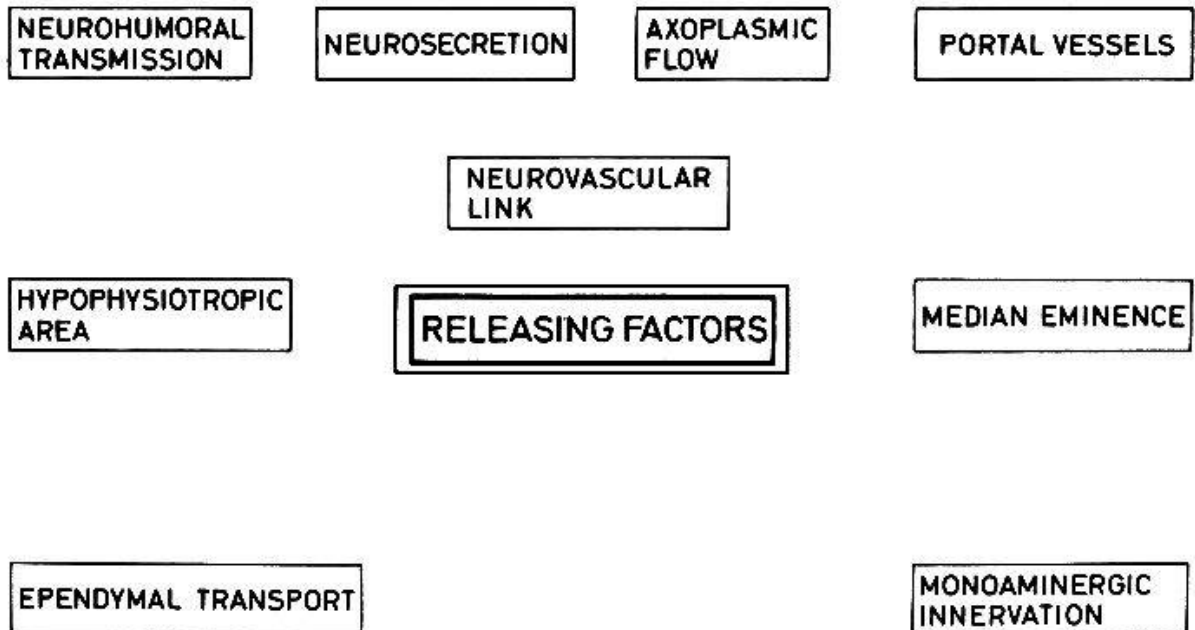 NEUROHUMORAL
TRANSMISSION
NEUROSECRETION
AXOPLASMIC
FLOW
PORTAL VESSELS
NEUROVASCULAR
LINK
HYPOPHYSIOTROPIC
AREA
RELEASING FACTORS
MEDIAN EMINENCE
EPENDYMAL TRANSPORT
MONOAMINERGIC
INNERVATION